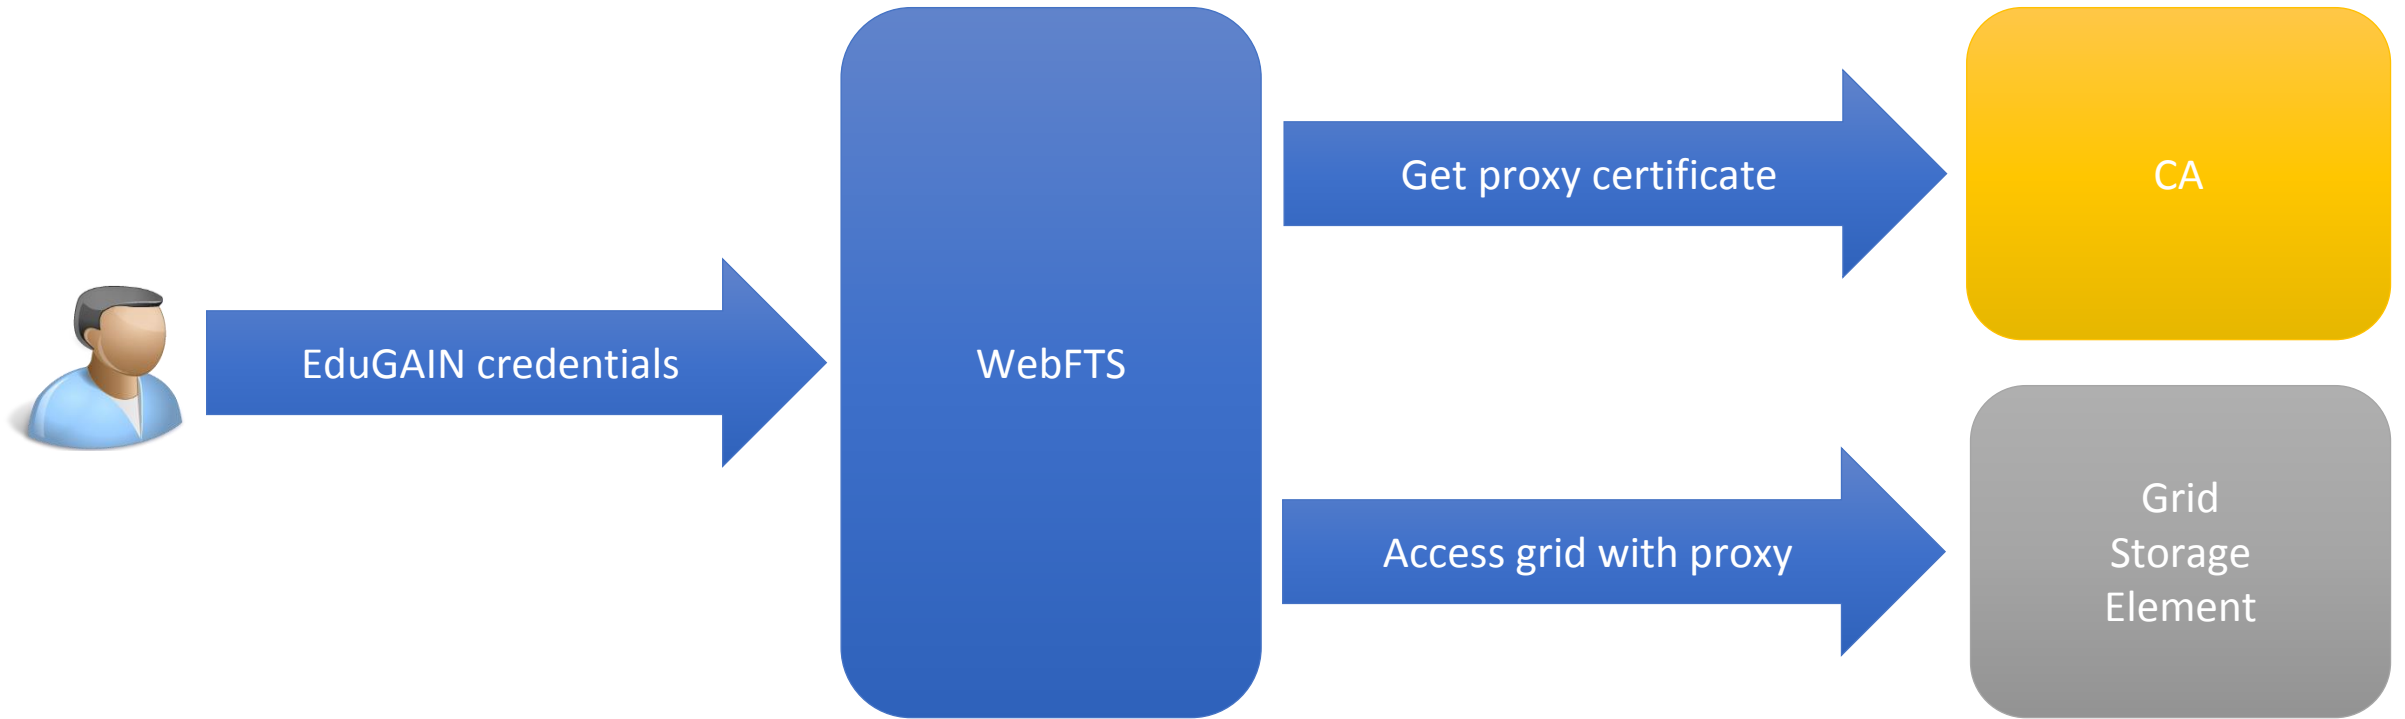 EduGAIN credentials
WebFTS
Get proxy certificate
CA
Access grid with proxy
Grid
Storage
Element